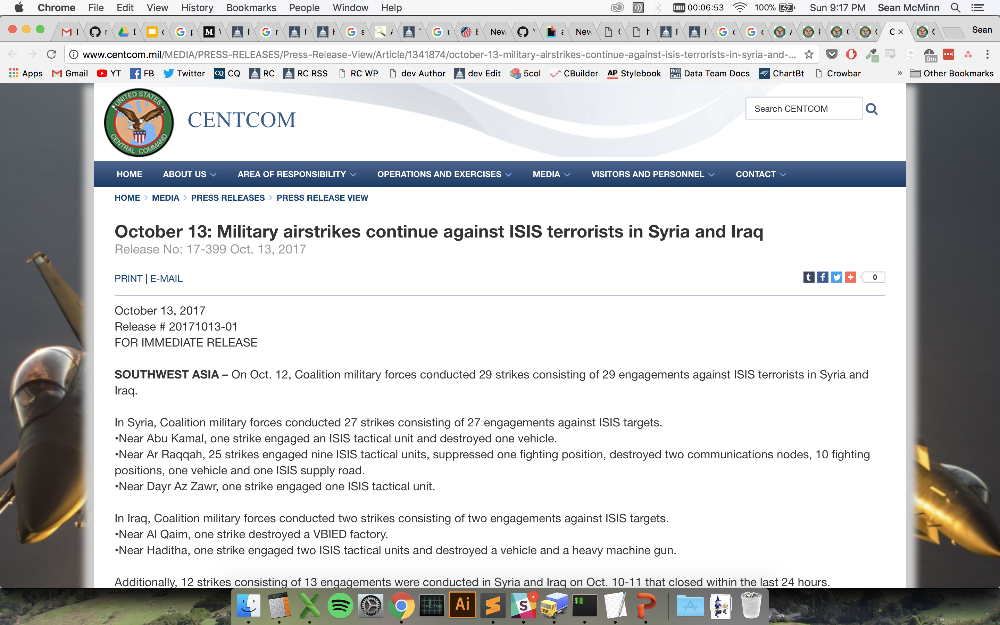 Chrome File Edit View History Bookmarks People Window Help 00:06:53 100% Sun 9:17 PM Sean McMinn
M New New Sean
www.centcom.mil/MEDIA/PRESS-RELEASES/Press-Release-View/Article/1341874/october-13-military-airstrikes-continue-against-isis-terrorists-in-syria-and-... CSS 0m
Apps Gmail YT FB Twitter CQ CQ RC RC RSS RC WP dev Author dev Edit 5col CBuilder AP Stylebook Roll Call Data Team Docs ChartBt Crowbar » Other Bookmarks
UNITED STATES CENTRAL COMMAND
CENTCOM
Search CENTCOM
HOME ABOUT US AREA OF RESPONSIBILITY OPERATIONS AND EXERCISES MEDIA VISITORS AND PERSONNEL CONTACT
HOME > MEDIA > PRESS RELEASES > PRESS RELEASE VIEW
October 13: Military airstrikes continue against ISIS terrorists in Syria and Iraq
Release No: 17-399 Oct. 13, 2017
PRINT | E-MAIL
t f + 0
October 13, 2017
Release # 20171013-01
FOR IMMEDIATE RELEASE
SOUTHWEST ASIA – On Oct. 12, Coalition military forces conducted 29 strikes consisting of 29 engagements against ISIS terrorists in Syria and
Iraq.
In Syria, Coalition military forces conducted 27 strikes consisting of 27 engagements against ISIS targets.
•Near Abu Kamal, one strike engaged an ISIS tactical unit and destroyed one vehicle.
•Near Ar Raqqah, 25 strikes engaged nine ISIS tactical units, suppressed one fighting position, destroyed two communications nodes, 10 fighting
positions, one vehicle and one ISIS supply road.
•Near Dayr Az Zawr, one strike engaged one ISIS tactical unit.
In Iraq, Coalition military forces conducted two strikes consisting of two engagements against ISIS targets.
•Near Al Qaim, one strike destroyed a VBIED factory.
•Near Haditha, one strike engaged two ISIS tactical units and destroyed a vehicle and a heavy machine gun.
Additionally, 12 strikes consisting of 13 engagements were conducted in Syria and Iraq on Oct. 10-11 that closed within the last 24 hours.
3.141593 Ai S $